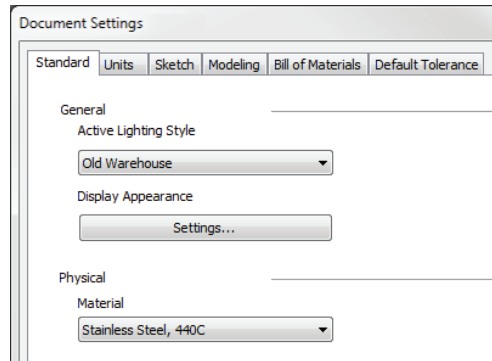 Document Settings
Standard Units Sketch Modeling Bill of Materials Default Tolerance
General
Active Lighting Style
Old Warehouse
Display Appearance
Settings...
Physical
Material
Stainless Steel, 440C